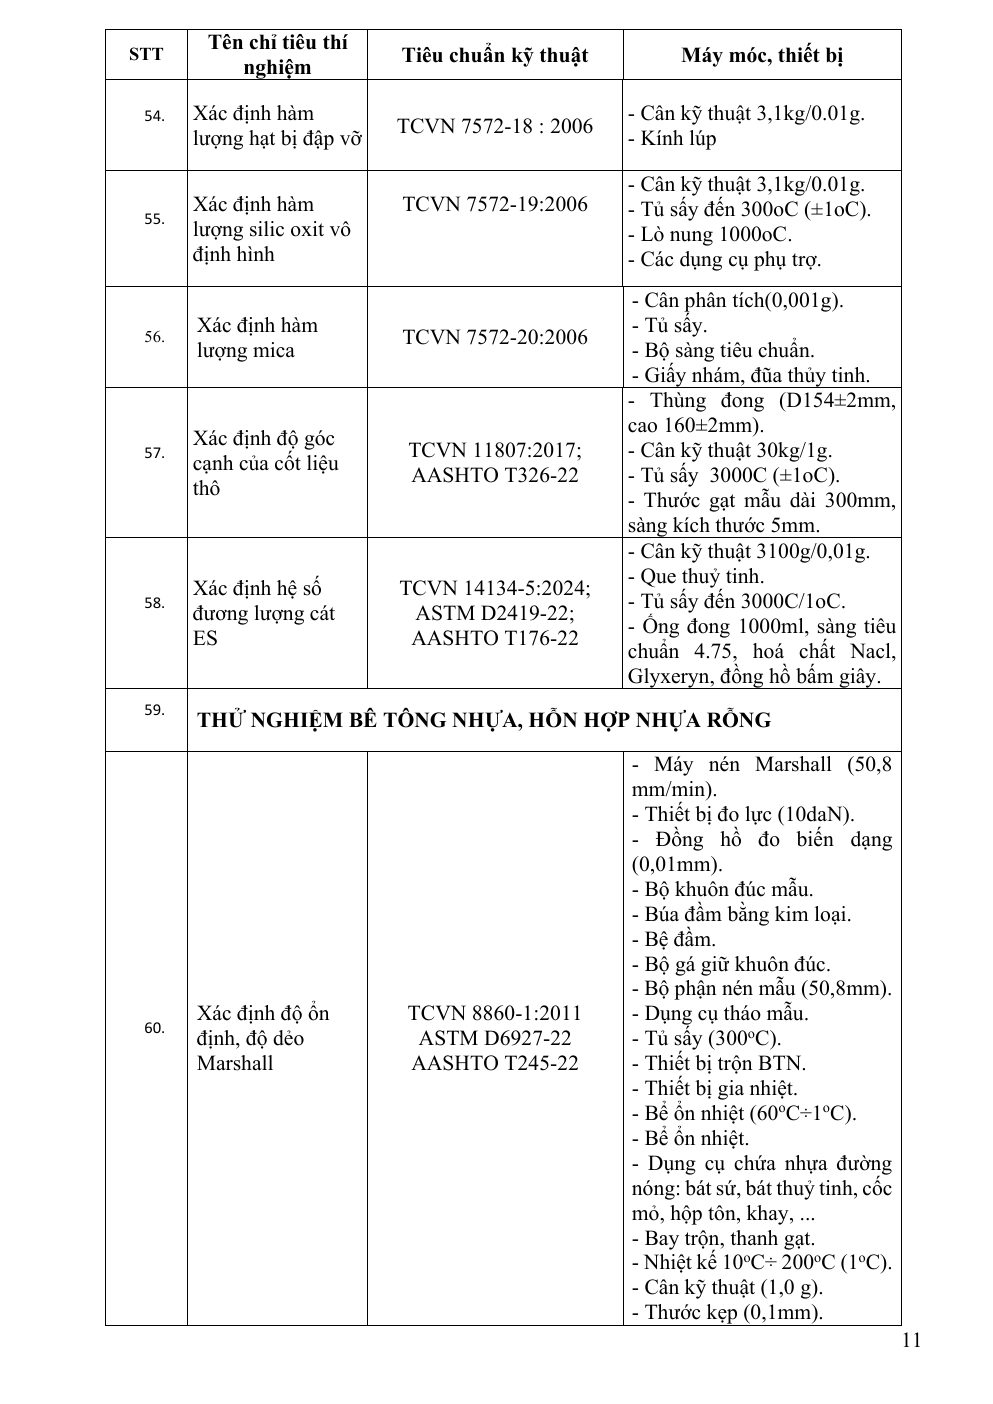 STT
Tên chỉ tiêu thí
nghiệm
Tiêu chuẩn kỹ thuật
Máy móc, thiết bị
54.
Xác định hàm
lượng hạt bị đập vỡ
TCVN 7572-18 : 2006
- Cân kỹ thuật 3,1kg/0.01g.
- Kính lúp
55.
Xác định hàm
lượng silic oxit vô
định hình
TCVN 7572-19:2006
- Cân kỹ thuật 3,1kg/0.01g.
- Tủ sấy đến 300oC (±1oC).
- Lò nung 1000oC.
- Các dụng cụ phụ trợ.
56.
Xác định hàm
lượng mica
TCVN 7572-20:2006
- Cân phân tích(0,001g).
- Tủ sấy.
- Bộ sàng tiêu chuẩn.
- Giấy nhám, đũa thủy tinh.
57.
Xác định độ góc
cạnh của cốt liệu
thô
TCVN 11807:2017;
AASHTO T326-22
- Thùng đong (D154±2mm,
cao 160±2mm).
- Cân kỹ thuật 30kg/1g.
- Tủ sấy  3000C (±1oC).
- Thước gạt mẫu dài 300mm,
sàng kích thước 5mm.
58.
Xác định hệ số
đương lượng cát
ES
TCVN 14134-5:2024;
ASTM D2419-22;
AASHTO T176-22
- Cân kỹ thuật 3100g/0,01g.
- Que thuỷ tinh.
- Tủ sấy đến 3000C/1oC.
- Ống đong 1000ml, sàng tiêu
chuẩn 4.75, hoá chất Nacl,
Glyxeryn, đồng hồ bấm giây.
59.
THỬ NGHIỆM BÊ TÔNG NHỰA, HỖN HỢP NHỰA RỖNG
60.
Xác định độ ổn
định, độ dẻo
Marshall
TCVN 8860-1:2011
ASTM D6927-22
AASHTO T245-22
- Máy nén Marshall (50,8
mm/min).
- Thiết bị đo lực (10daN).
- Đồng hồ đo biến dạng
(0,01mm).
- Bộ khuôn đúc mẫu.
- Búa đầm bằng kim loại.
- Bệ đầm.
- Bộ gá giữ khuôn đúc.
- Bộ phận nén mẫu (50,8mm).
- Dụng cụ tháo mẫu.
- Tủ sấy (300ºC).
- Thiết bị trộn BTN.
- Thiết bị gia nhiệt.
- Bể ổn nhiệt (60ºC÷1ºC).
- Bể ổn nhiệt.
- Dụng cụ chứa nhựa đường
nóng: bát sứ, bát thuỷ tinh, cốc
mỏ, hộp tôn, khay, ...
- Bay trộn, thanh gạt.
- Nhiệt kế 10ºC÷ 200ºC (1ºC).
- Cân kỹ thuật (1,0 g).
- Thước kẹp (0,1mm).
11